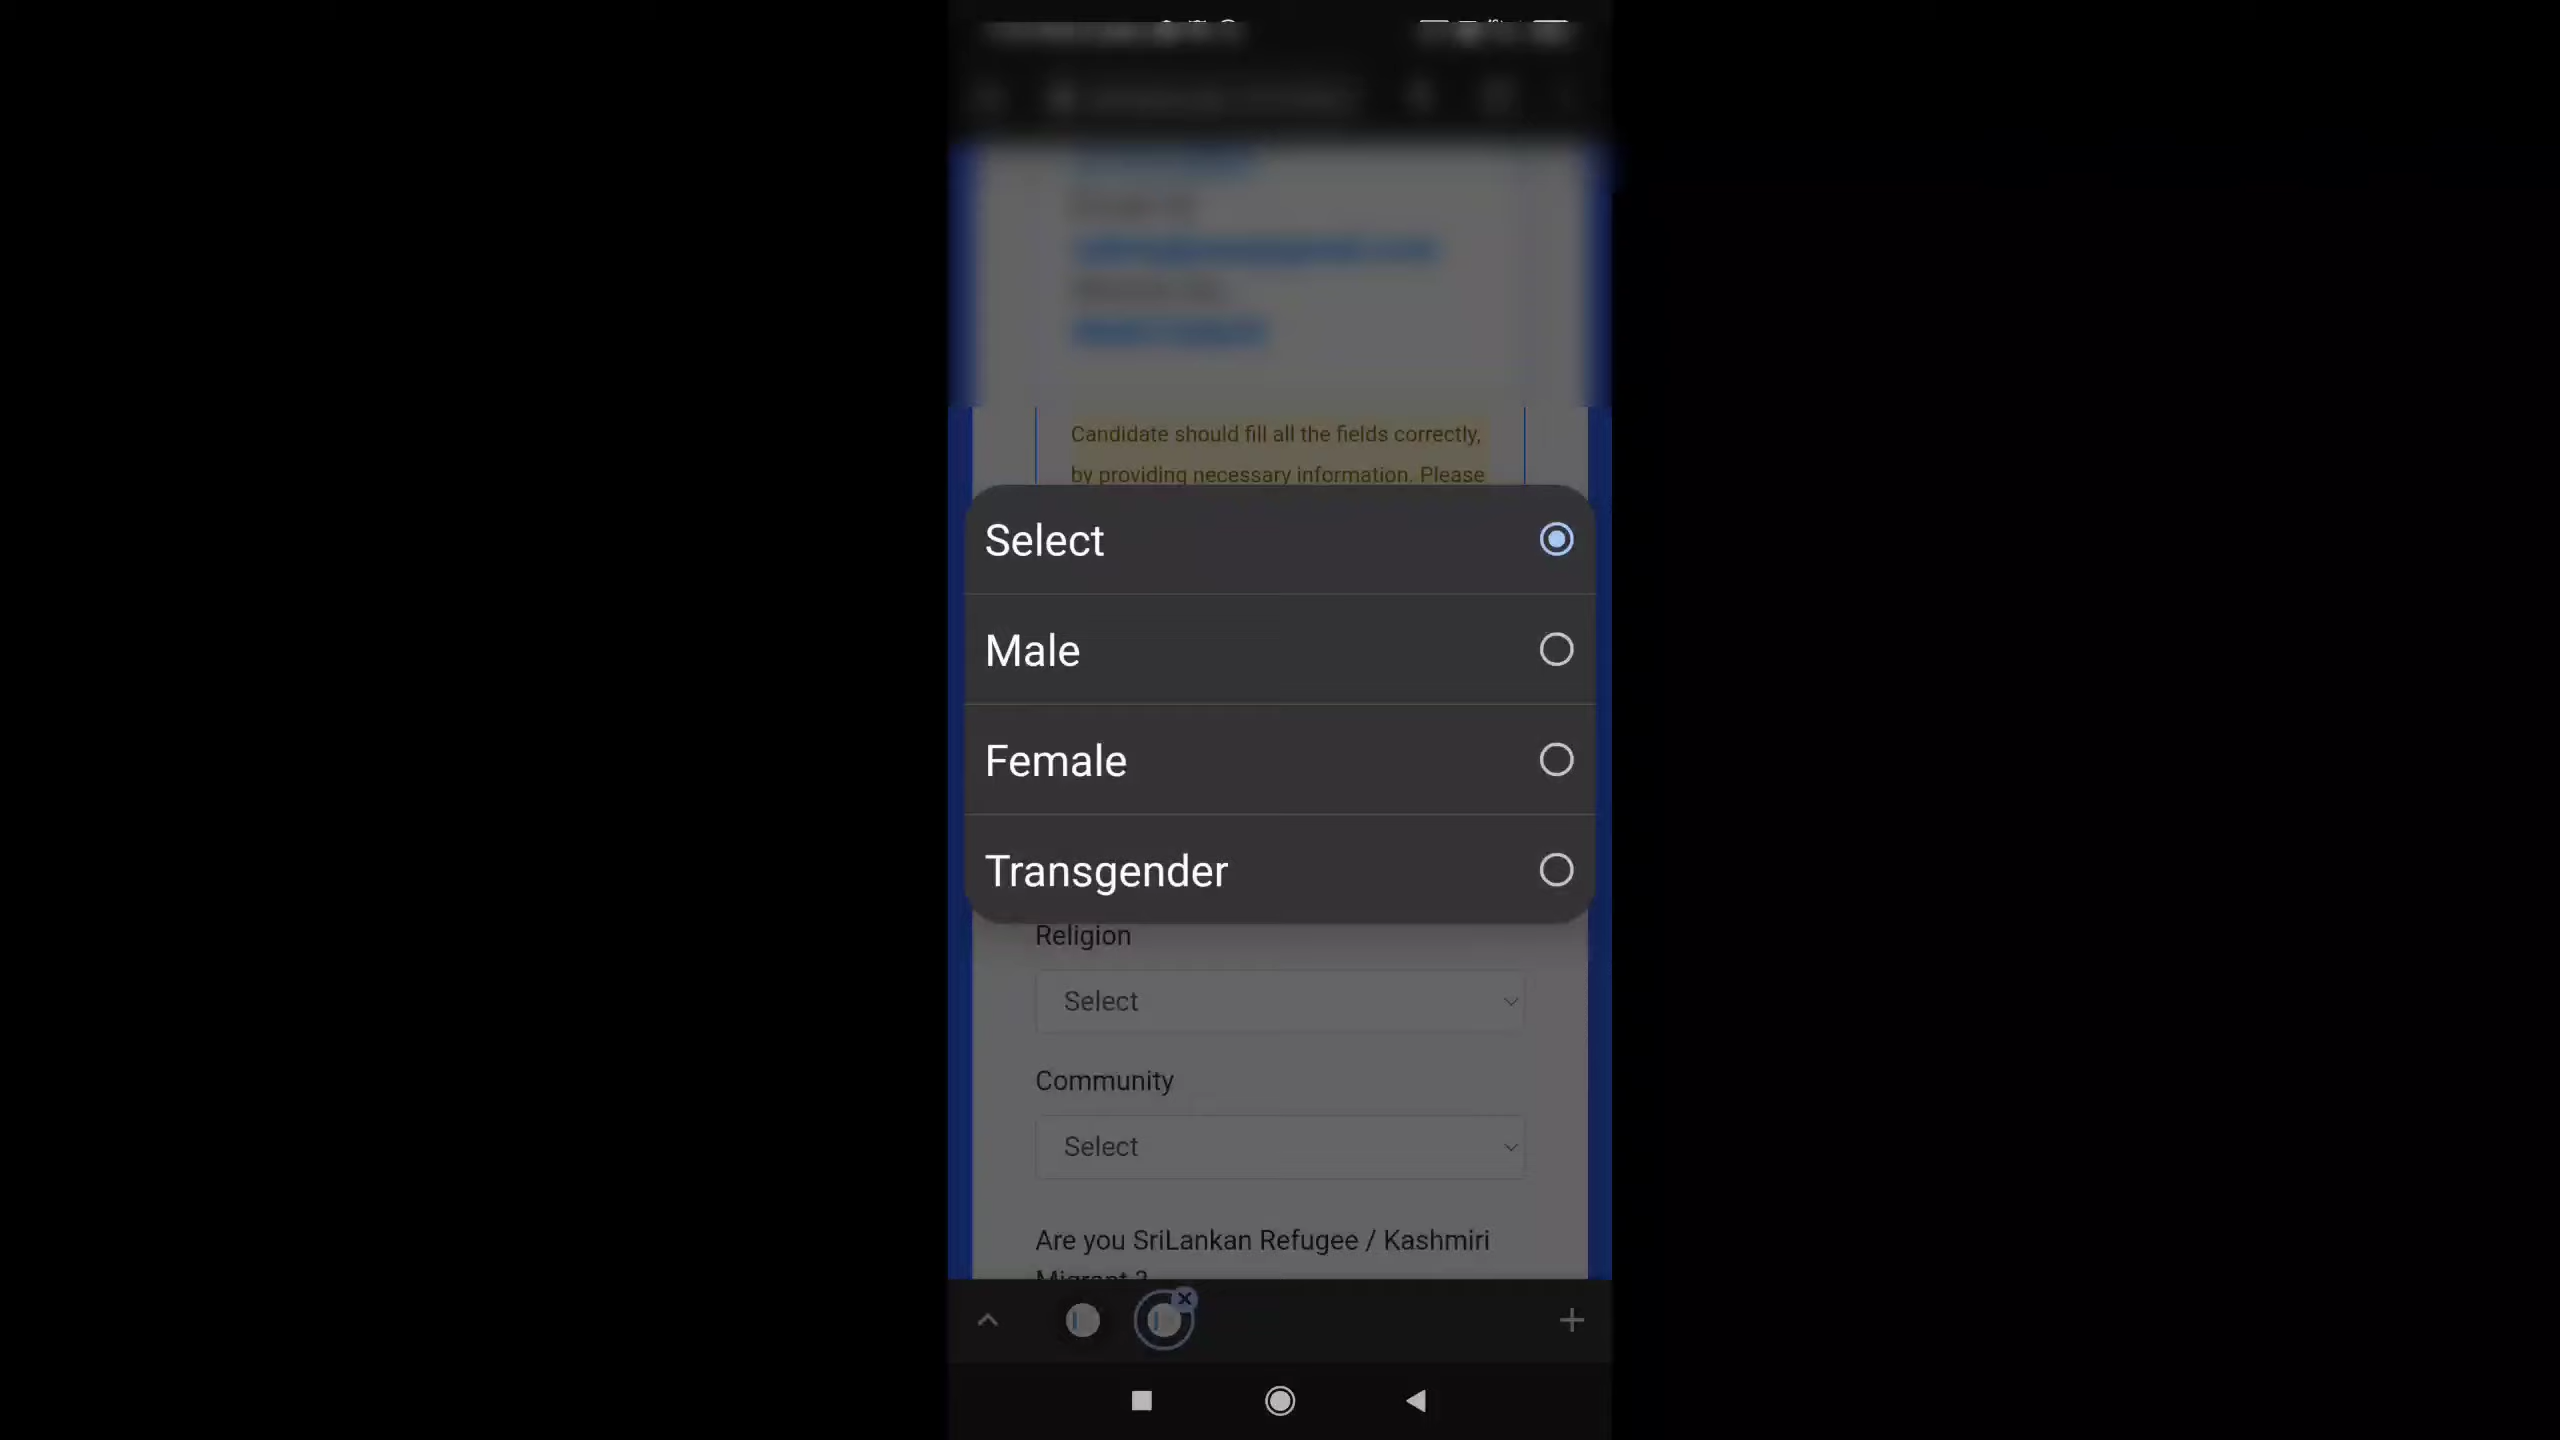 Candidate should fill all the fields correctly,
by providing necessary information. Please
Select
Male
Female
Transgender
Religion
Select
Community
Select
Are you SriLankan Refugee / Kashmiri
Migrant ?